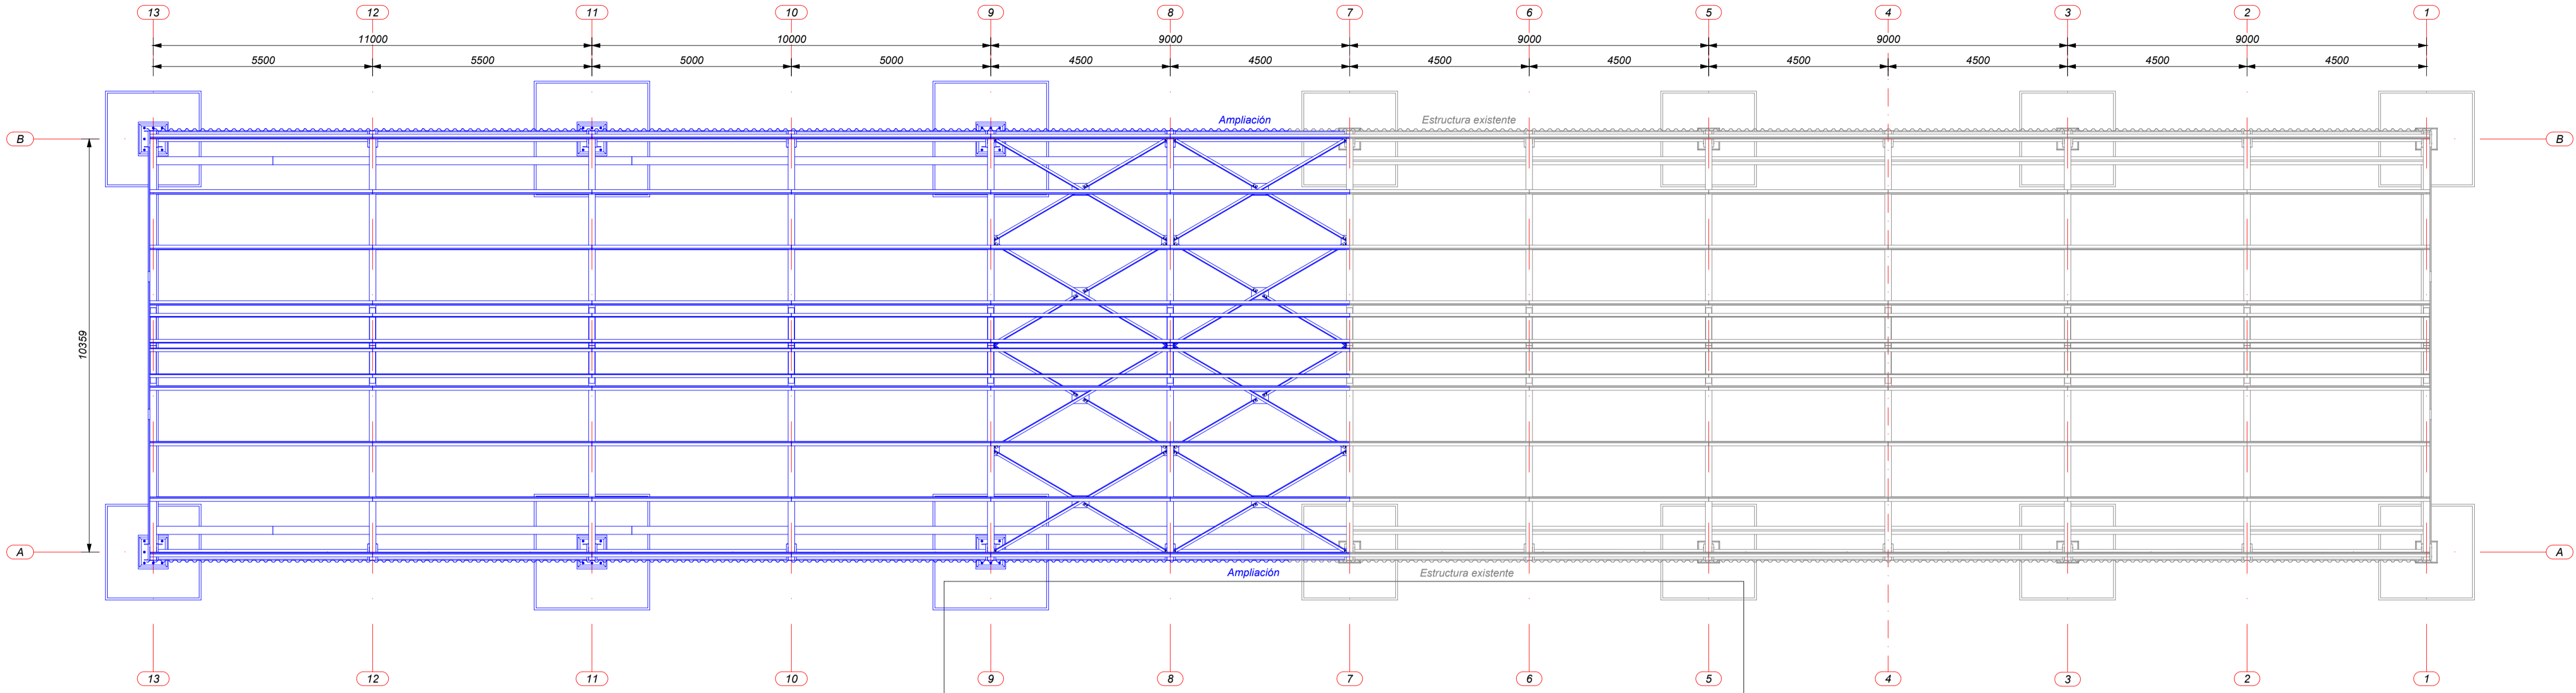 13 12 11 10 9 8 7 6 5 4 3 2 1
11000 10000 9000 9000 9000 9000
5500 5500 5000 5000 4500 4500 4500 4500 4500 4500 4500 4500
Ampliación Estructura existente
B B
10359
A A
Ampliación Estructura existente
13 12 11 10 9 8 7 6 5 4 3 2 1